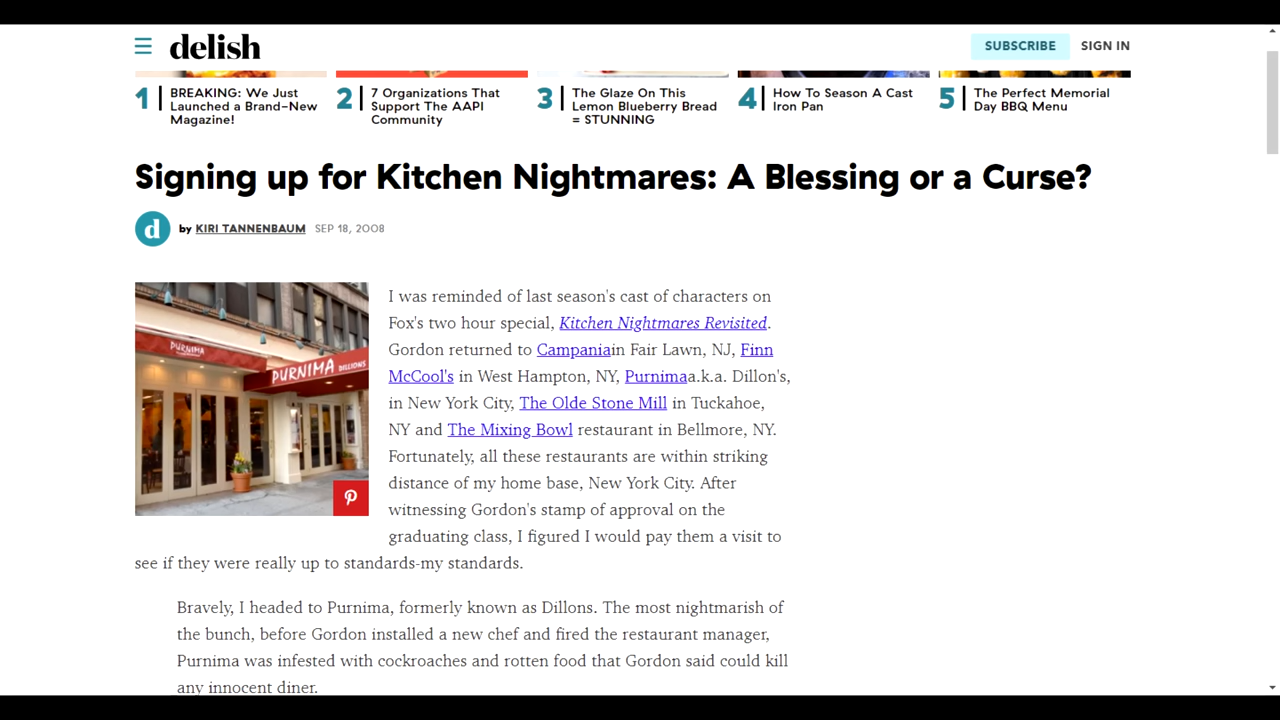 delish
SUBSCRIBE
SIGN IN
1
BREAKING: We Just
Launched a Brand-New
Magazine!
2
7 Organizations That
Support The AAPI
Community
3
The Glaze On This
Lemon Blueberry Bread
= STUNNING
4
How To Season A Cast
Iron Pan
5
The Perfect Memorial
Day BBQ Menu
Signing up for Kitchen Nightmares: A Blessing or a Curse?
d
by KIRI TANNENBAUM SEP 18, 2008
PURNIMA
PURNIMA
I was reminded of last season's cast of characters on
Fox's two hour special, Kitchen Nightmares Revisited.
Gordon returned to Campaniain Fair Lawn, NJ, Finn
McCool's in West Hampton, NY, Purnimaa.k.a. Dillon's,
in New York City, The Olde Stone Mill in Tuckahoe,
NY and The Mixing Bowl restaurant in Bellmore, NY.
Fortunately, all these restaurants are within striking
distance of my home base, New York City. After
witnessing Gordon's stamp of approval on the
graduating class, I figured I would pay them a visit to
see if they were really up to standards-my standards.
Bravely, I headed to Purnima, formerly known as Dillons. The most nightmarish of
the bunch, before Gordon installed a new chef and fired the restaurant manager,
Purnima was infested with cockroaches and rotten food that Gordon said could kill
any innocent diner.